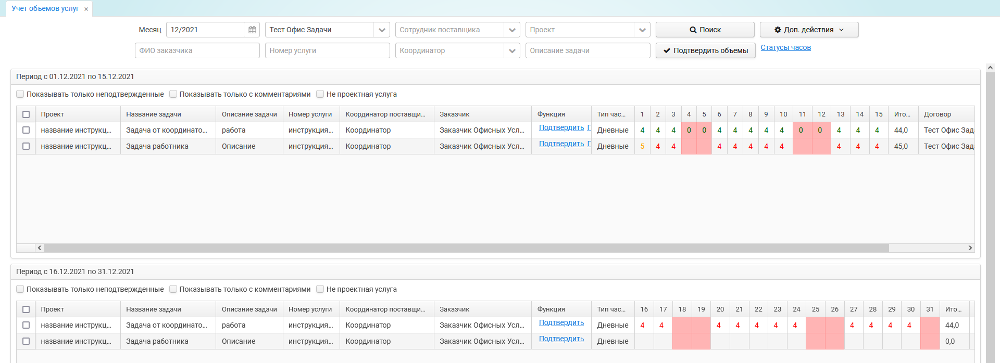 Учет объемов услуг ×
Месяц 12/2021 Тест Офис Задачи Сотрудник поставщика Проект Поиск Доп. действия
ФИО заказчика Номер услуги Координатор Описание задачи Подтвердить объемы Статусы часов
Период с 01.12.2021 по 15.12.2021
Показывать только неподтвержденные Показывать только с комментариями Не проектная услуга
Проект Название задачи Описание задачи Номер услуги Координатор поставщи... Заказчик Функция Тип час... 1 2 3 4 5 6 7 8 9 10 11 12 13 14 15 Ито... Договор
название инструкц... Задача от координато... работа инструкция... Координатор Заказчик Офисных Усл... Подтвердить Дневные 4 4 4 0 0 4 4 4 4 4 0 0 4 4 4 44,0 Тест Офис Зад
название инструкц... Задача работника Описание инструкция... Координатор Заказчик Офисных Усл... Подтвердить Дневные 5 4 4 4 4 4 4 4 4 4 4 45,0 Тест Офис Зад
Период с 16.12.2021 по 31.12.2021
Показывать только неподтвержденные Показывать только с комментариями Не проектная услуга
Проект Название задачи Описание задачи Номер услуги Координатор поставщи... Заказчик Функция Тип час... 16 17 18 19 20 21 22 23 24 25 26 27 28 29 30 31 Ито...
название инструкц... Задача от координато... работа инструкция... Координатор Заказчик Офисных Усл... Подтвердить Дневные 4 4 4 4 4 4 4 4 4 4 4 44,0
название инструкц... Задача работника Описание инструкция... Координатор Заказчик Офисных Усл... Подтвердить Дневные 0,0